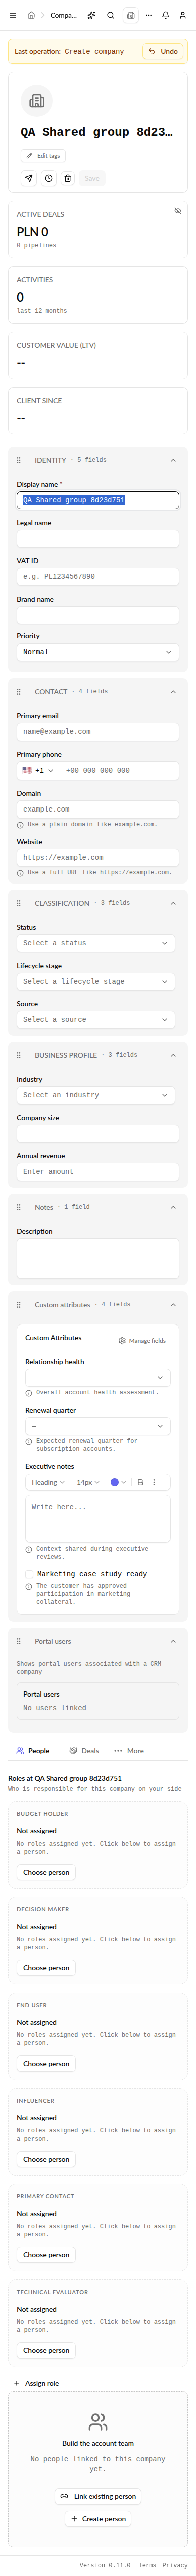 Compa...
Last operation: Create company
Undo
QA Shared group 8d23...
Edit tags
Save
ACTIVE DEALS
PLN 0
0 pipelines
ACTIVITIES
0
last 12 months
CUSTOMER VALUE (LTV)
--
CLIENT SINCE
--
IDENTITY · 5 fields
Display name *
QA Shared group 8d23d751
Legal name
VAT ID
e.g. PL1234567890
Brand name
Priority
Normal
CONTACT · 4 fields
Primary email
name@example.com
Primary phone
+1 +00 000 000 000
Domain
example.com
Use a plain domain like example.com.
Website
https://example.com
Use a full URL like https://example.com.
CLASSIFICATION · 3 fields
Status
Select a status
Lifecycle stage
Select a lifecycle stage
Source
Select a source
BUSINESS PROFILE · 3 fields
Industry
Select an industry
Company size
Annual revenue
Enter amount
Notes · 1 field
Description
Custom attributes · 4 fields
Custom Attributes
Manage fields
Relationship health
—
Overall account health assessment.
Renewal quarter
—
Expected renewal quarter for
subscription accounts.
Executive notes
Heading 14px B
Write here...
Context shared during executive
reviews.
Marketing case study ready
The customer has approved
participation in marketing
collateral.
Portal users
Shows portal users associated with a CRM
company
Portal users
No users linked
People Deals More
Roles at QA Shared group 8d23d751
Who is responsible for this company on your side
BUDGET HOLDER
Not assigned
No roles assigned yet. Click below to assign
a person.
Choose person
DECISION MAKER
Not assigned
No roles assigned yet. Click below to assign
a person.
Choose person
END USER
Not assigned
No roles assigned yet. Click below to assign
a person.
Choose person
INFLUENCER
Not assigned
No roles assigned yet. Click below to assign
a person.
Choose person
PRIMARY CONTACT
Not assigned
No roles assigned yet. Click below to assign
a person.
Choose person
TECHNICAL EVALUATOR
Not assigned
No roles assigned yet. Click below to assign
a person.
Choose person
Assign role
Build the account team
No people linked to this company
yet.
Link existing person
Create person
Version 0.11.0 Terms Privacy